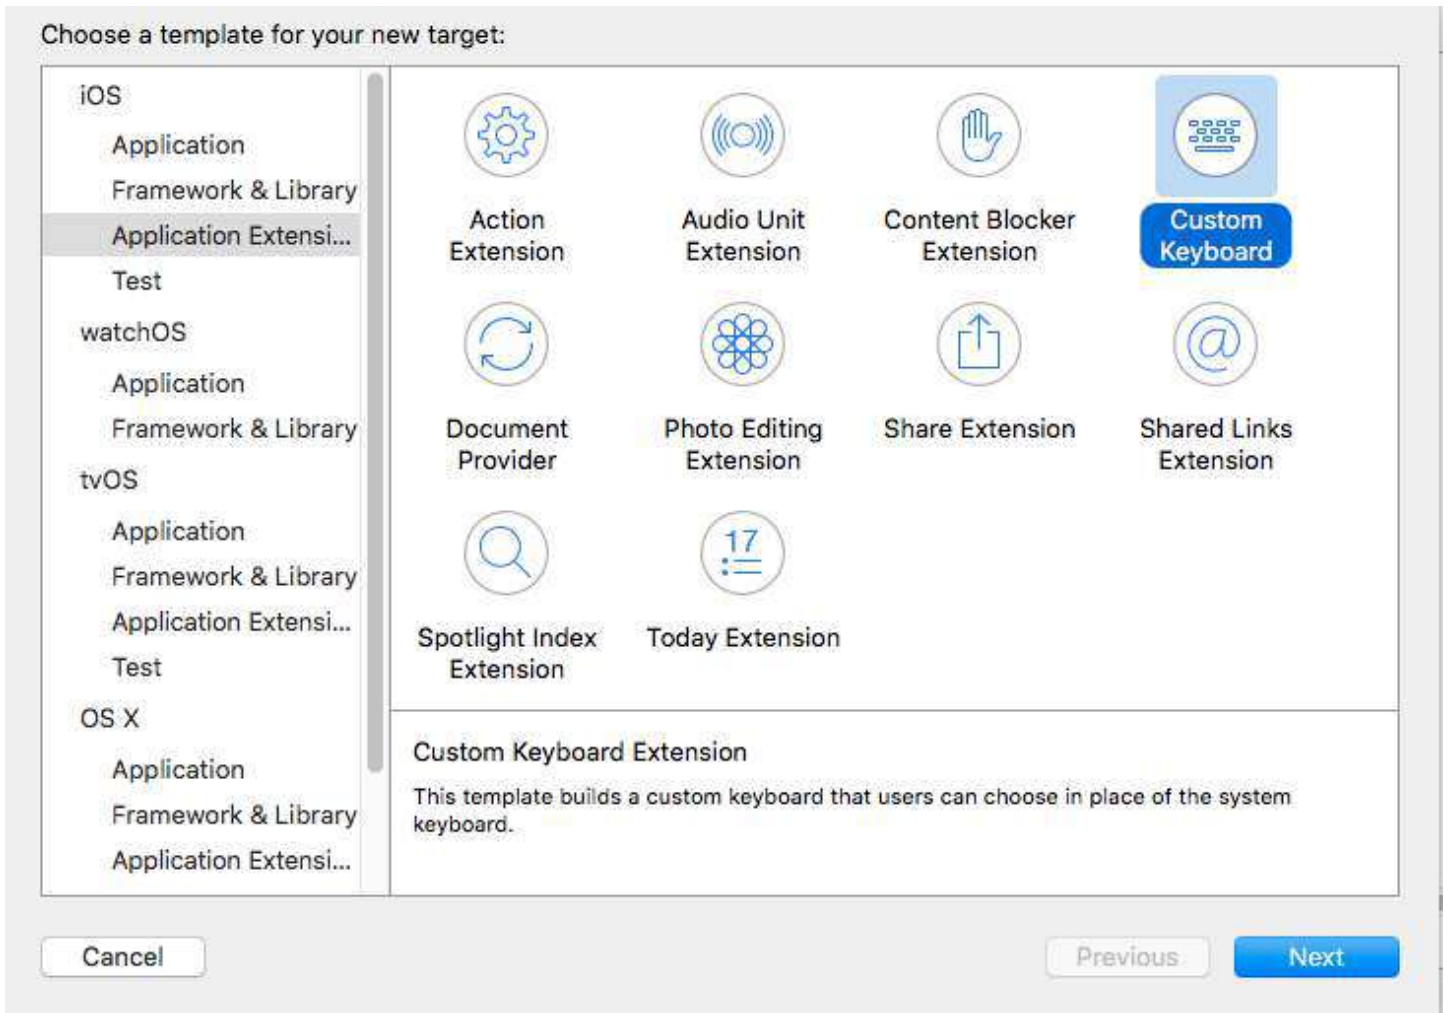 Choose a template for your new target:
iOS
Application
Framework & Library
Application Extensi...
Test
watchOS
Application
Framework & Library
tvOS
Application
Framework & Library
Application Extensi...
Test
OS X
Application
Framework & Library
Application Extensi...
Action
Extension
Audio Unit
Extension
Content Blocker
Extension
Custom
Keyboard
Document
Provider
Photo Editing
Extension
Share Extension
@
Shared Links
Extension
Spotlight Index
Extension
17
Today Extension
Custom Keyboard Extension
This template builds a custom keyboard that users can choose in place of the system
keyboard.
Cancel
Previous
Next